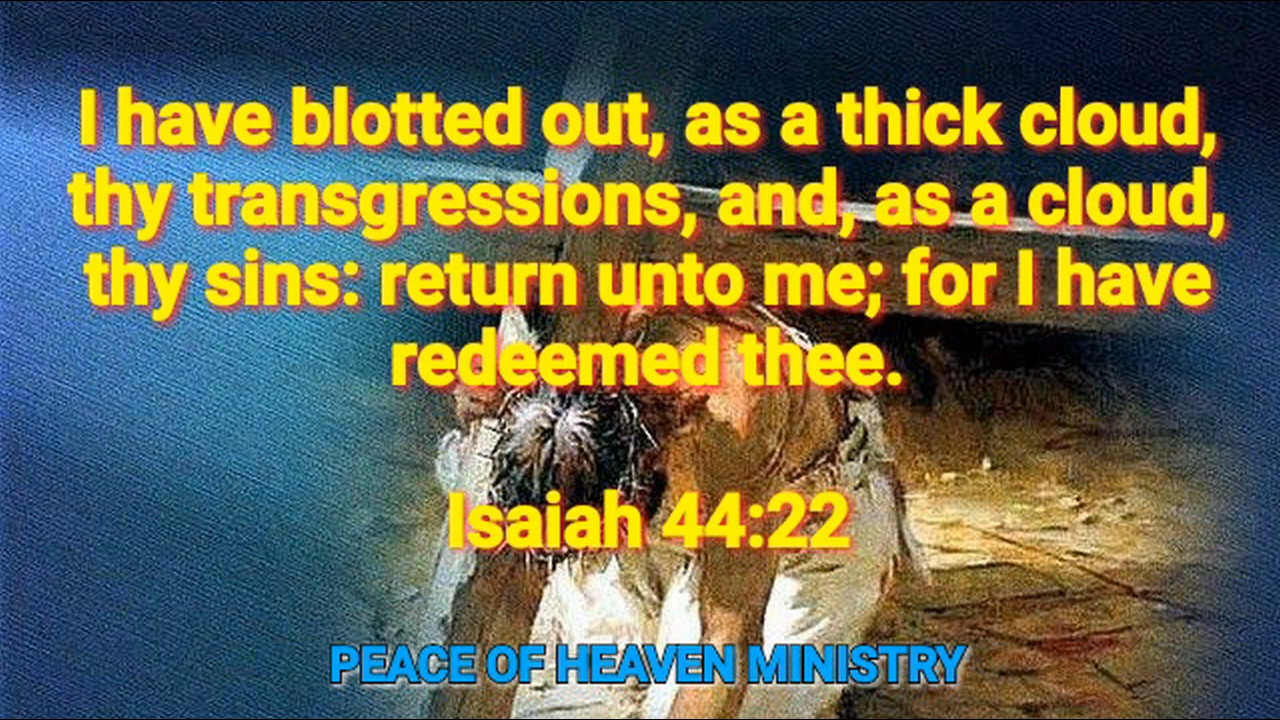 I have blotted out, as a thick cloud,
thy transgressions, and, as a cloud,
thy sins: return unto me; for I have
redeemed thee.
Isaiah 44:22
PEACE OF HEAVEN MINISTRY